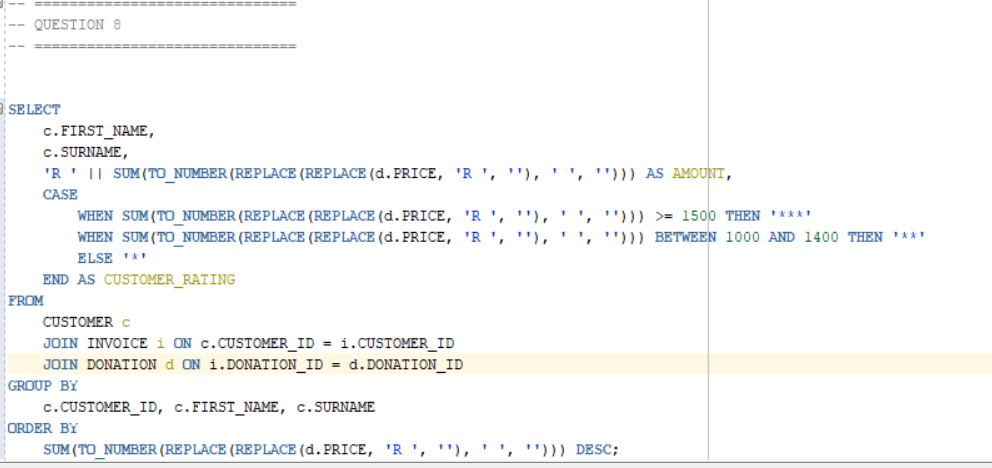 -- ==============================
-- QUESTION 8
-- ==============================
SELECT
c.FIRST_NAME,
c.SURNAME,
'R ' || SUM(TO_NUMBER(REPLACE(REPLACE(d.PRICE, 'R ', ''), ' ', ''))) AS AMOUNT,
CASE
WHEN SUM(TO_NUMBER(REPLACE(REPLACE(d.PRICE, 'R ', ''), ' ', ''))) >= 1500 THEN '***'
WHEN SUM(TO_NUMBER(REPLACE(REPLACE(d.PRICE, 'R ', ''), ' ', ''))) BETWEEN 1000 AND 1400 THEN '**'
ELSE '*'
END AS CUSTOMER_RATING
FROM
CUSTOMER c
JOIN INVOICE i ON c.CUSTOMER_ID = i.CUSTOMER_ID
JOIN DONATION d ON i.DONATION_ID = d.DONATION_ID
GROUP BY
c.CUSTOMER_ID, c.FIRST_NAME, c.SURNAME
ORDER BY
SUM(TO_NUMBER(REPLACE(REPLACE(d.PRICE, 'R ', ''), ' ', ''))) DESC;